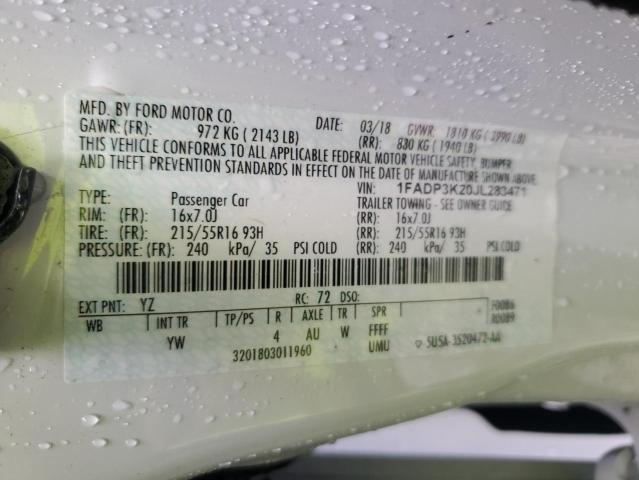 MFD. BY FORD MOTOR CO.
DATE: 03/18 GVWR: 1810 KG ( 3990 LB)
GAWR: (FR): 972 KG ( 2143 LB) (RR): 880 KG ( 1940 LB)
THIS VEHICLE CONFORMS TO ALL APPLICABLE FEDERAL MOTOR VEHICLE SAFETY, BUMPER,
AND THEFT PREVENTION STANDARDS IN EFFECT ON THE DATE OF MANUFACTURE SHOWN ABOVE.
VIN: 1FADP3K20JL283471
TYPE: Passenger Car TRAILER TOWING - SEE OWNER GUIDE
RIM: (FR): 16x7.0J (RR): 16x7.0J
TIRE: (FR): 215/55R16 93H (RR): 215/55R16 93H
PRESSURE: (FR): 240 kPa/ 35 PSI COLD (RR): 240 kPa/ 35 PSI COLD
EXT PNT: YZ RC: 72 DSO:
WB INT TR TP/PS R AXLE TR SPR
YW 4 AU W FFFF
UMU
3201803011960
5U5A-3520472-AA